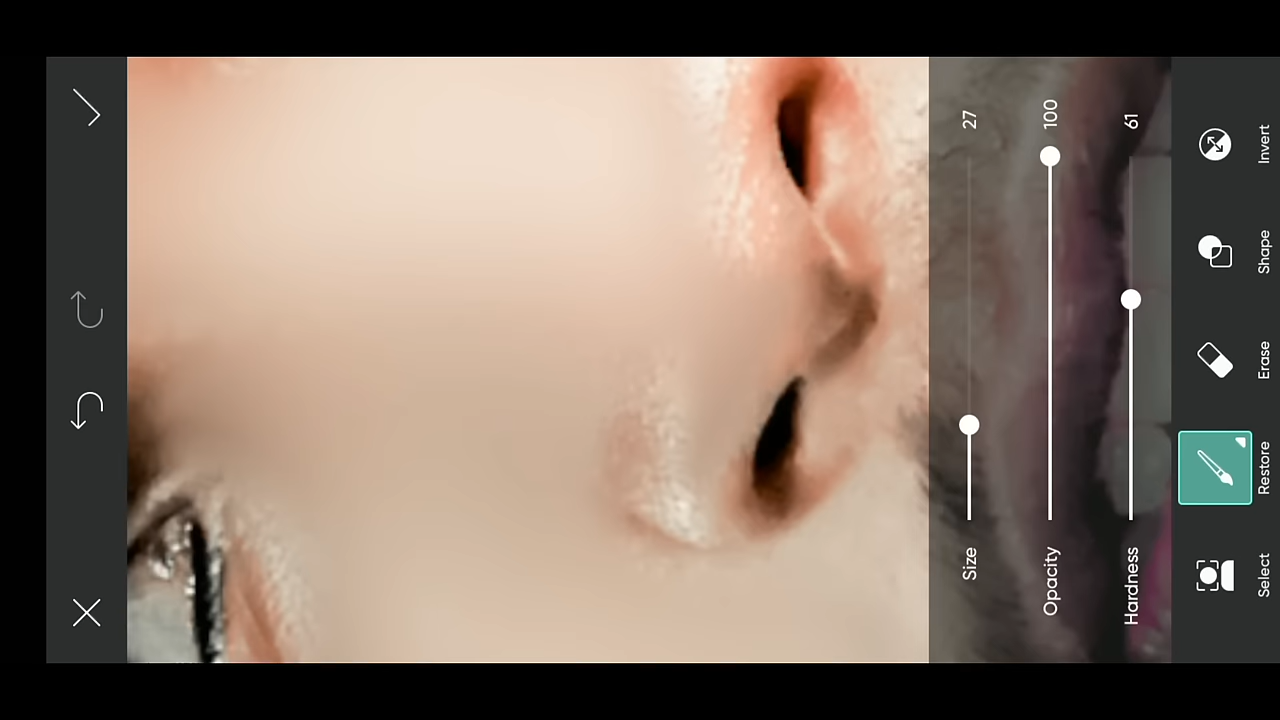 Size 27
Opacity 100
Hardness 61
Select
Restore
Erase
Shape
Invert